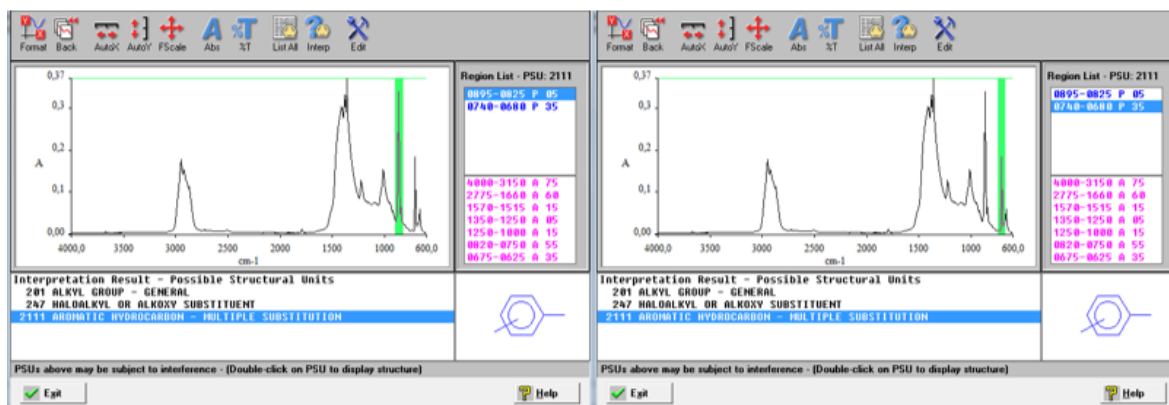 Format Back AutoX AutoY FScale Abs %T List All Interp Edit
0,37
0,3
0,2
0,1
0,00
A
4000,0 3000 2000 1500 1000 600,0
cm-1
Region List - PSU: 2111
0895-0825 P 05
0740-0680 P 35
4000-3150 A 75
2775-1660 A 60
1570-1515 A 15
1350-1250 A 05
1250-1000 A 15
0820-0750 A 55
0675-0625 A 35
Interpretation Result - Possible Structural Units
201 ALKYL GROUP - GENERAL
247 HALOALKYL OR ALKOXY SUBSTITUENT
2111 AROMATIC HYDROCARBON - MULTIPLE SUBSTITUTION
PSUs above may be subject to interference - (Double-click on PSU to display structure)
Exit Help
Format Back AutoX AutoY FScale Abs %T List All Interp Edit
0,37
0,3
0,2
0,1
0,00
A
4000,0 3000 2000 1500 1000 600,0
cm-1
Region List - PSU: 2111
0895-0825 P 05
0740-0680 P 35
4000-3150 A 75
2775-1660 A 60
1570-1515 A 15
1350-1250 A 05
1250-1000 A 15
0820-0750 A 55
0675-0625 A 35
Interpretation Result - Possible Structural Units
201 ALKYL GROUP - GENERAL
247 HALOALKYL OR ALKOXY SUBSTITUENT
2111 AROMATIC HYDROCARBON - MULTIPLE SUBSTITUTION
PSUs above may be subject to interference - (Double-click on PSU to display structure)
Exit Help